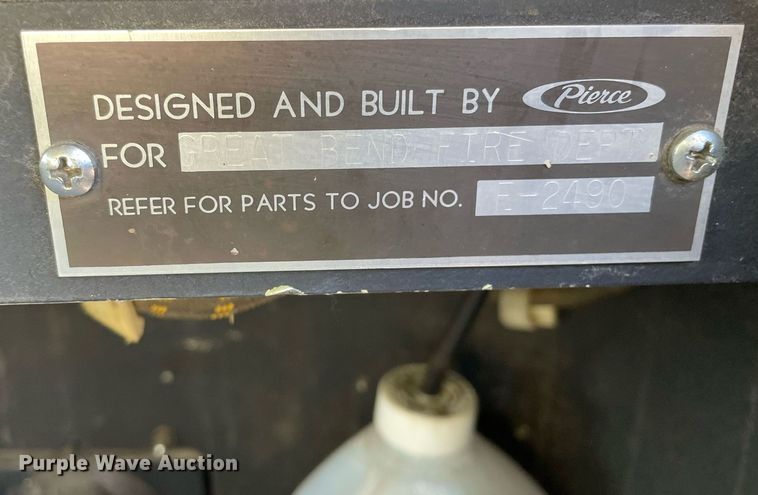 DESIGNED AND BUILT BY Pierce
FOR GREAT BEND FIRE DEPT
REFER FOR PARTS TO JOB NO. E-2490
Purple Wave Auction